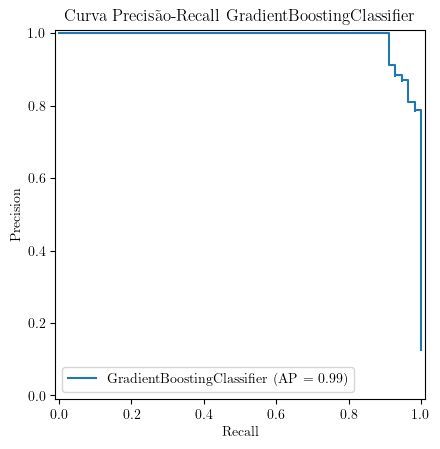 Curva Precisão-Recall GradientBoostingClassifier
1.0
0.8
0.6
0.4
0.2
0.0
Precision
GradientBoostingClassifier (AP = 0.99)
0.0 0.2 0.4 0.6 0.8 1.0
Recall